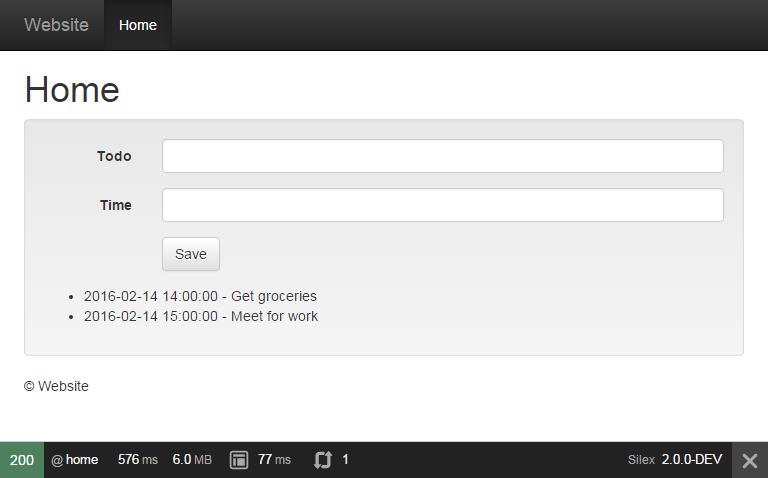 Website Home
Home
Todo
Time
Save
2016-02-14 14:00:00 - Get groceries
2016-02-14 15:00:00 - Meet for work
© Website
200 @ home 576 ms 6.0 MB 77 ms 1 Silex 2.0.0-DEV